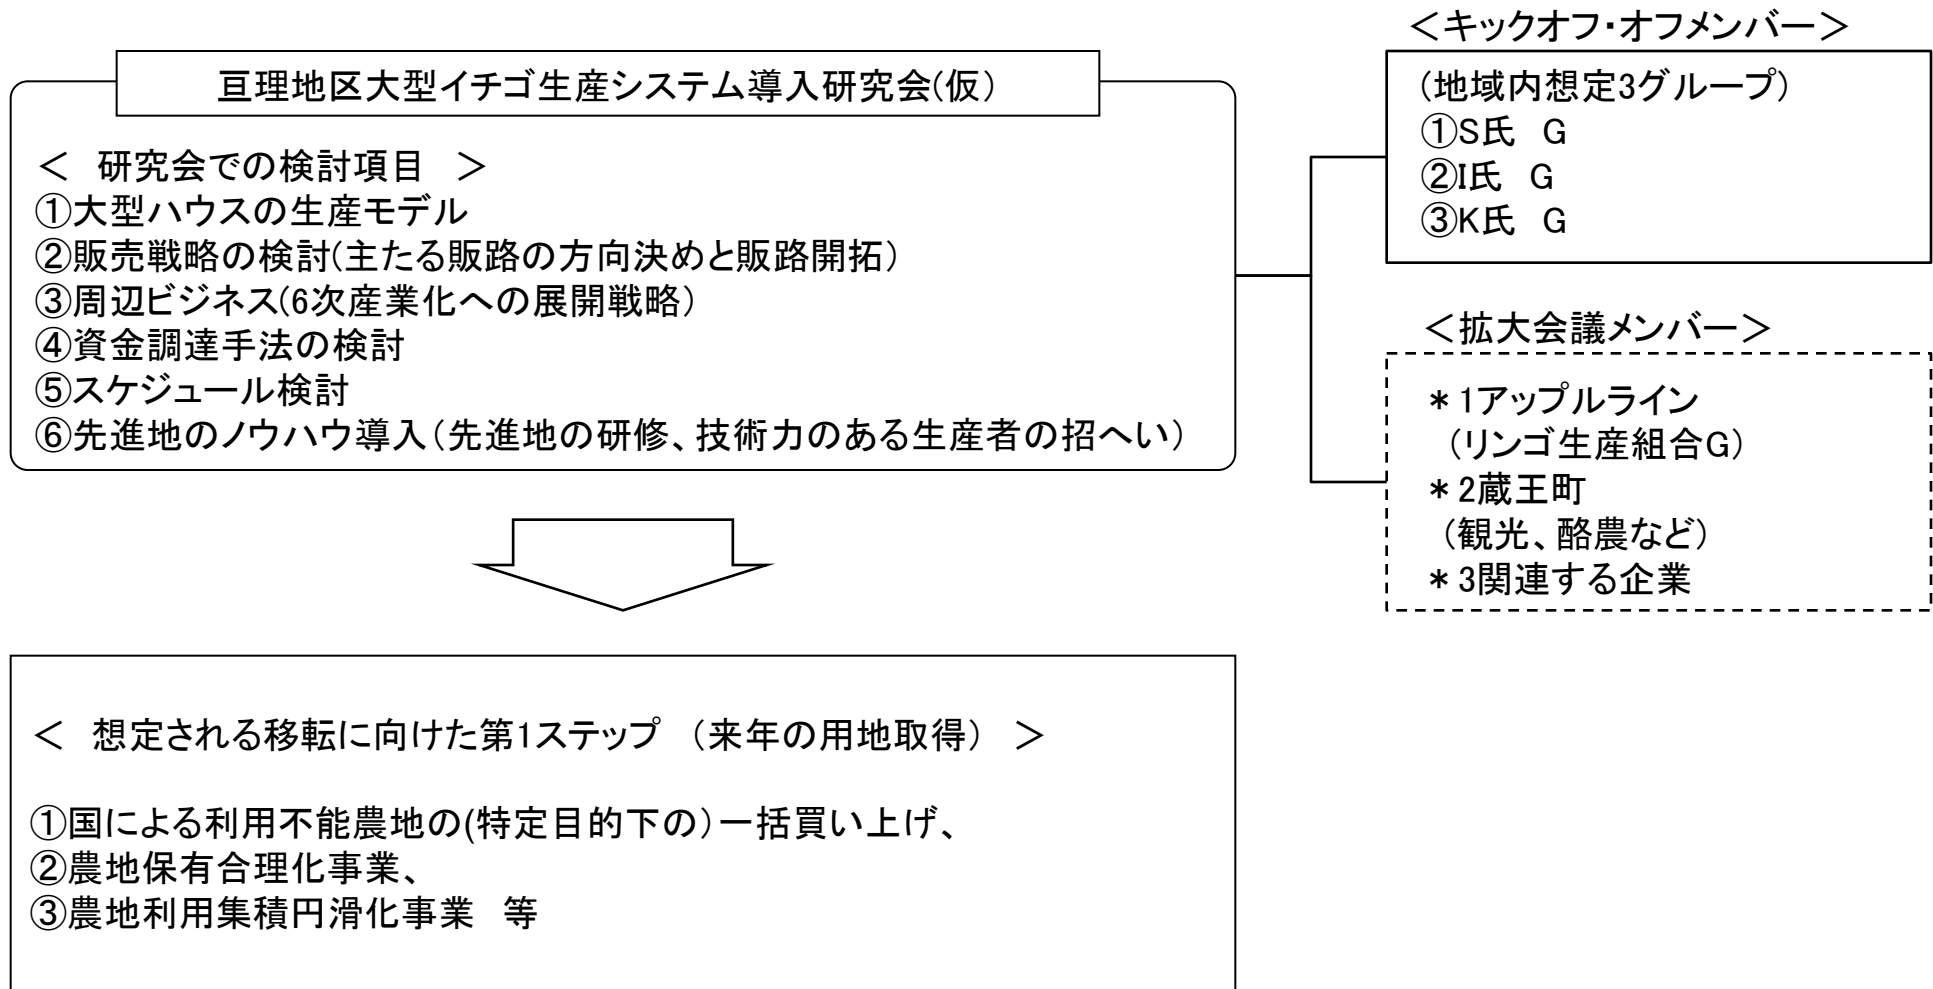 亘理地区大型イチゴ生産システム導入研究会(仮)
＜ 研究会での検討項目 ＞
①大型ハウスの生産モデル
②販売戦略の検討(主たる販路の方向決めと販路開拓)
③周辺ビジネス(6次産業化への展開戦略)
④資金調達手法の検討
⑤スケジュール検討
⑥先進地のノウハウ導入(先進地の研修、技術力のある生産者の招へい)
＜キックオフ・オフメンバー＞
(地域内想定3グループ)
①S氏 G
②I氏 G
③K氏 G
＜拡大会議メンバー＞
＊1アップルライン
(リンゴ生産組合G)
＊2蔵王町
(観光、酪農など)
＊3関連する企業
＜ 想定される移転に向けた第1ステップ (来年の用地取得) ＞
①国による利用不能農地の(特定目的下の)一括買い上げ、
②農地保有合理化事業、
③農地利用集積円滑化事業 等